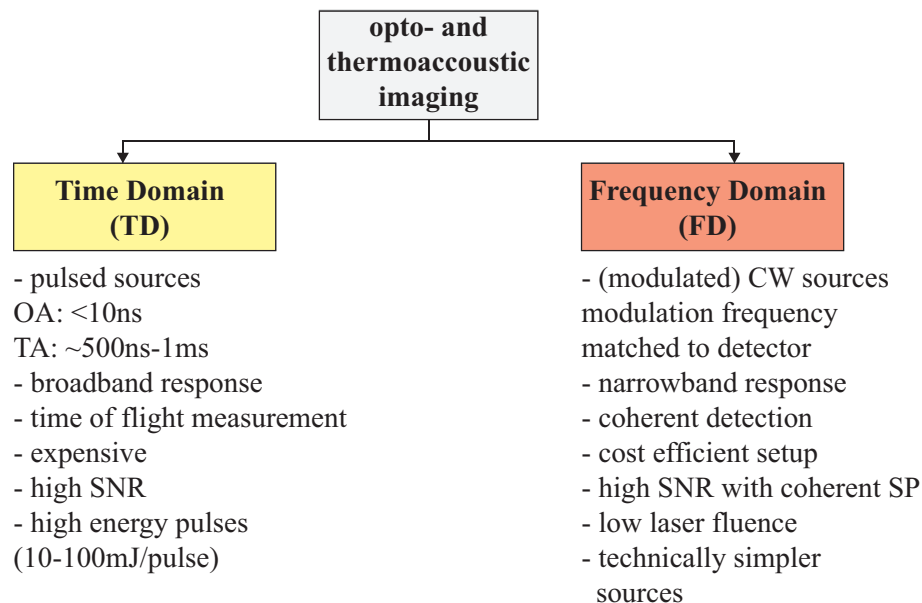 opto- and
thermoaccoustic
imaging
Time Domain
(TD)
- pulsed sources
OA: <10ns
TA: ~500ns-1ms
- broadband response
- time of flight measurement
- expensive
- high SNR
- high energy pulses
(10-100mJ/pulse)
Frequency Domain
(FD)
- (modulated) CW sources
modulation frequency
matched to detector
- narrowband response
- coherent detection
- cost efficient setup
- high SNR with coherent SP
- low laser fluence
- technically simpler
sources